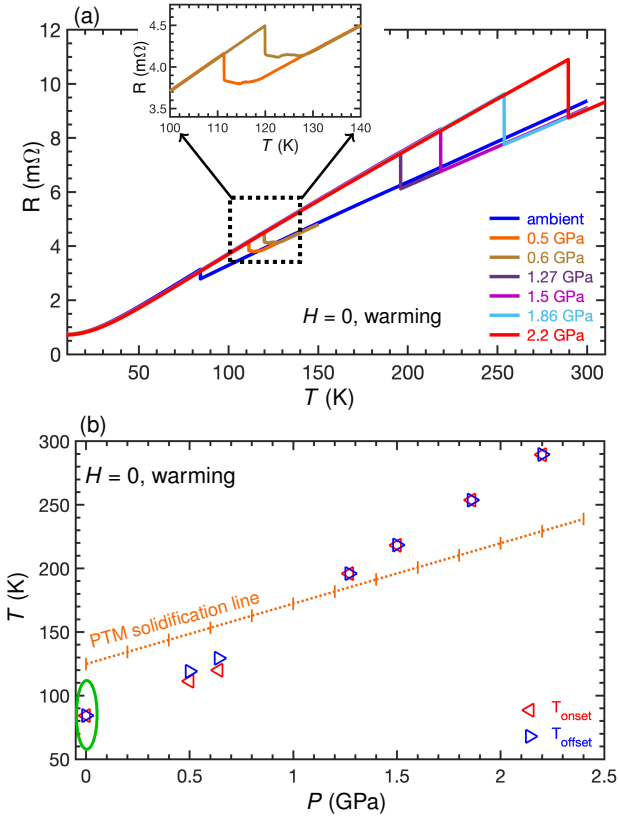 (a)
4.5
4.0
3.5
R (mΩ)
100
110
120
130
140
T (K)
12
10
8
6
4
2
0
R (mΩ)
ambient
0.5 GPa
0.6 GPa
1.27 GPa
1.5 GPa
1.86 GPa
2.2 GPa
H = 0, warming
50
100
150
200
250
300
T (K)
(b)
300
250
200
150
100
50
T (K)
H = 0, warming
PTM solidification line
T_onset
T_offset
0
0.5
1
1.5
2
2.5
P (GPa)